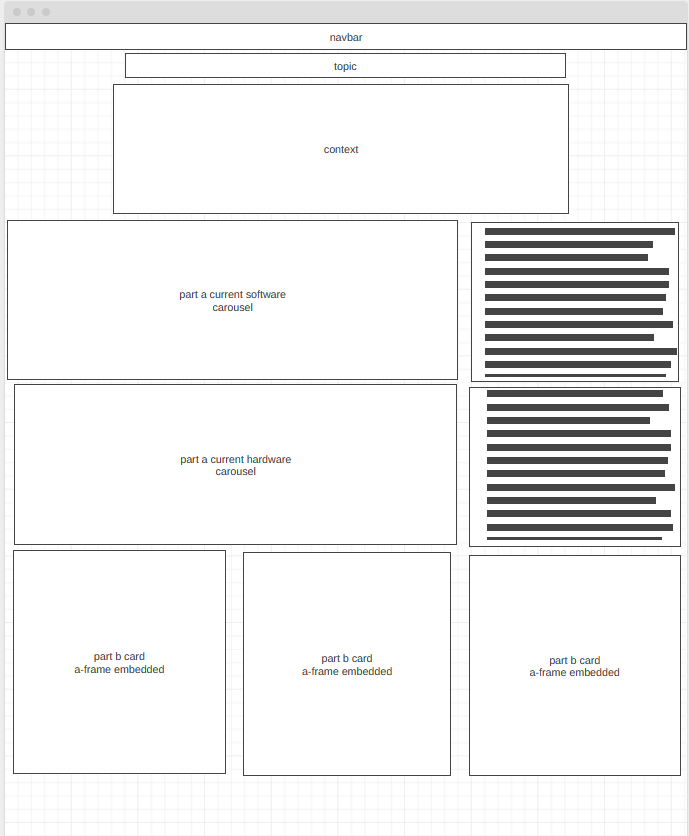 navbar
topic
context
part a current software
carousel
part a current hardware
carousel
part b card
a-frame embedded
part b card
a-frame embedded
part b card
a-frame embedded